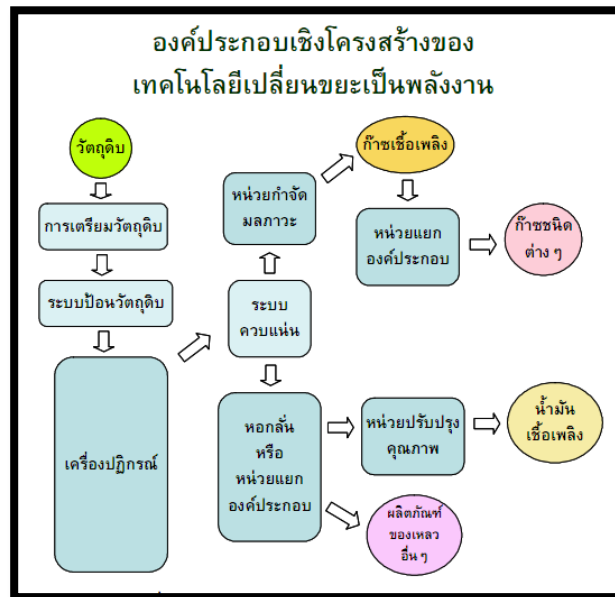 องค์ประกอบเชิงโครงสร้างของ
เทคโนโลยีเปลี่ยนขยะเป็นพลังงาน
วัตถุดิบ
การเตรียมวัตถุดิบ
ระบบป้อนวัตถุดิบ
เครื่องปฏิกรณ์
หน่วยกำจัด
มลภาวะ
ระบบ
ควบแน่น
ก๊าซเชื้อเพลิง
หน่วยแยก
องค์ประกอบ
ก๊าซชนิด
ต่าง ๆ
หอกลั่น
หรือ
หน่วยแยก
องค์ประกอบ
หน่วยปรับปรุง
คุณภาพ
น้ำมัน
เชื้อเพลิง
ผลิตภัณฑ์
ของเหลว
อื่น ๆ